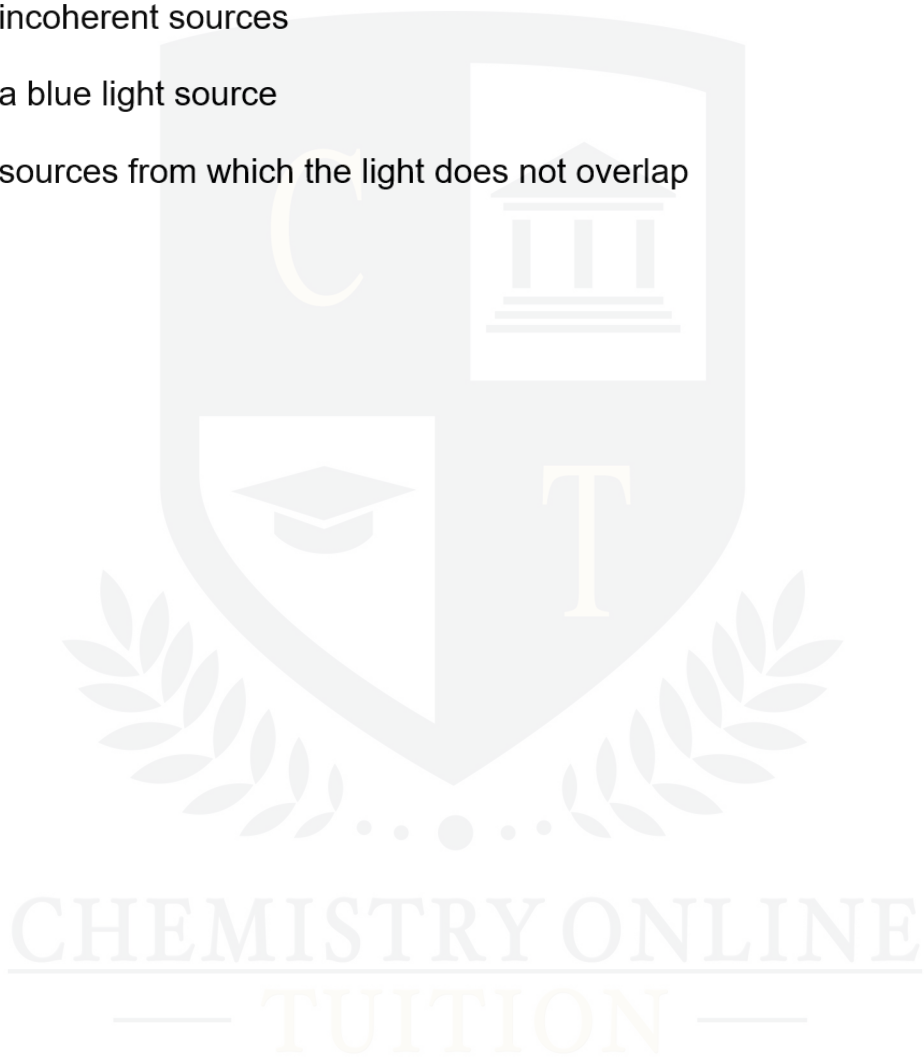 incoherent sources
a blue light source
sources from which the light does not overlap
C
T
CHEMISTRY ONLINE
TUITION